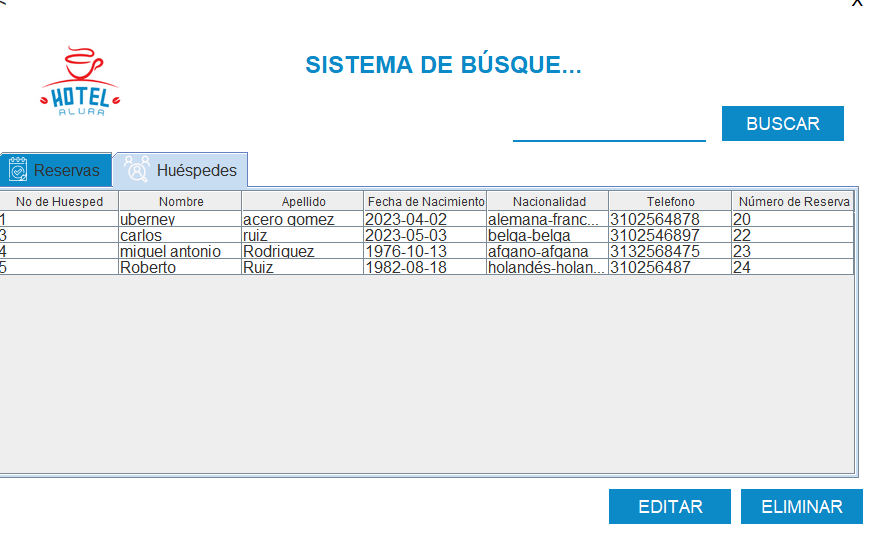 X
SISTEMA DE BÚSQUE...
HOTEL
ALURA
BUSCAR
Reservas Huéspedes
No de Huesped Nombre Apellido Fecha de Nacimiento Nacionalidad Telefono Número de Reserva
1 uberney acero gomez 2023-04-02 alemana-franc... 3102564878 20
3 carlos ruiz 2023-05-03 belga-belga 3102546897 22
4 miguel antonio Rodriguez 1976-10-13 afgano-afgana 3132568475 23
5 Roberto Ruiz 1982-08-18 holandés-holan... 310256487 24
EDITAR ELIMINAR